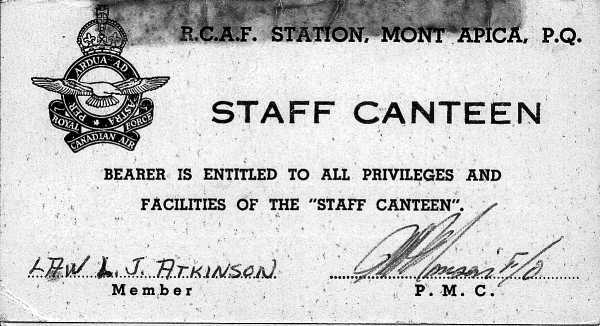 R.C.A.F. STATION, MONT APICA, P.Q.
PER ARDUA AD ASTRA
ROYAL CANADIAN AIR FORCE
STAFF CANTEEN
BEARER IS ENTITLED TO ALL PRIVILEGES AND
FACILITIES OF THE "STAFF CANTEEN".
LAW L. J. ATKINSON
F/O
Member
P. M. C.